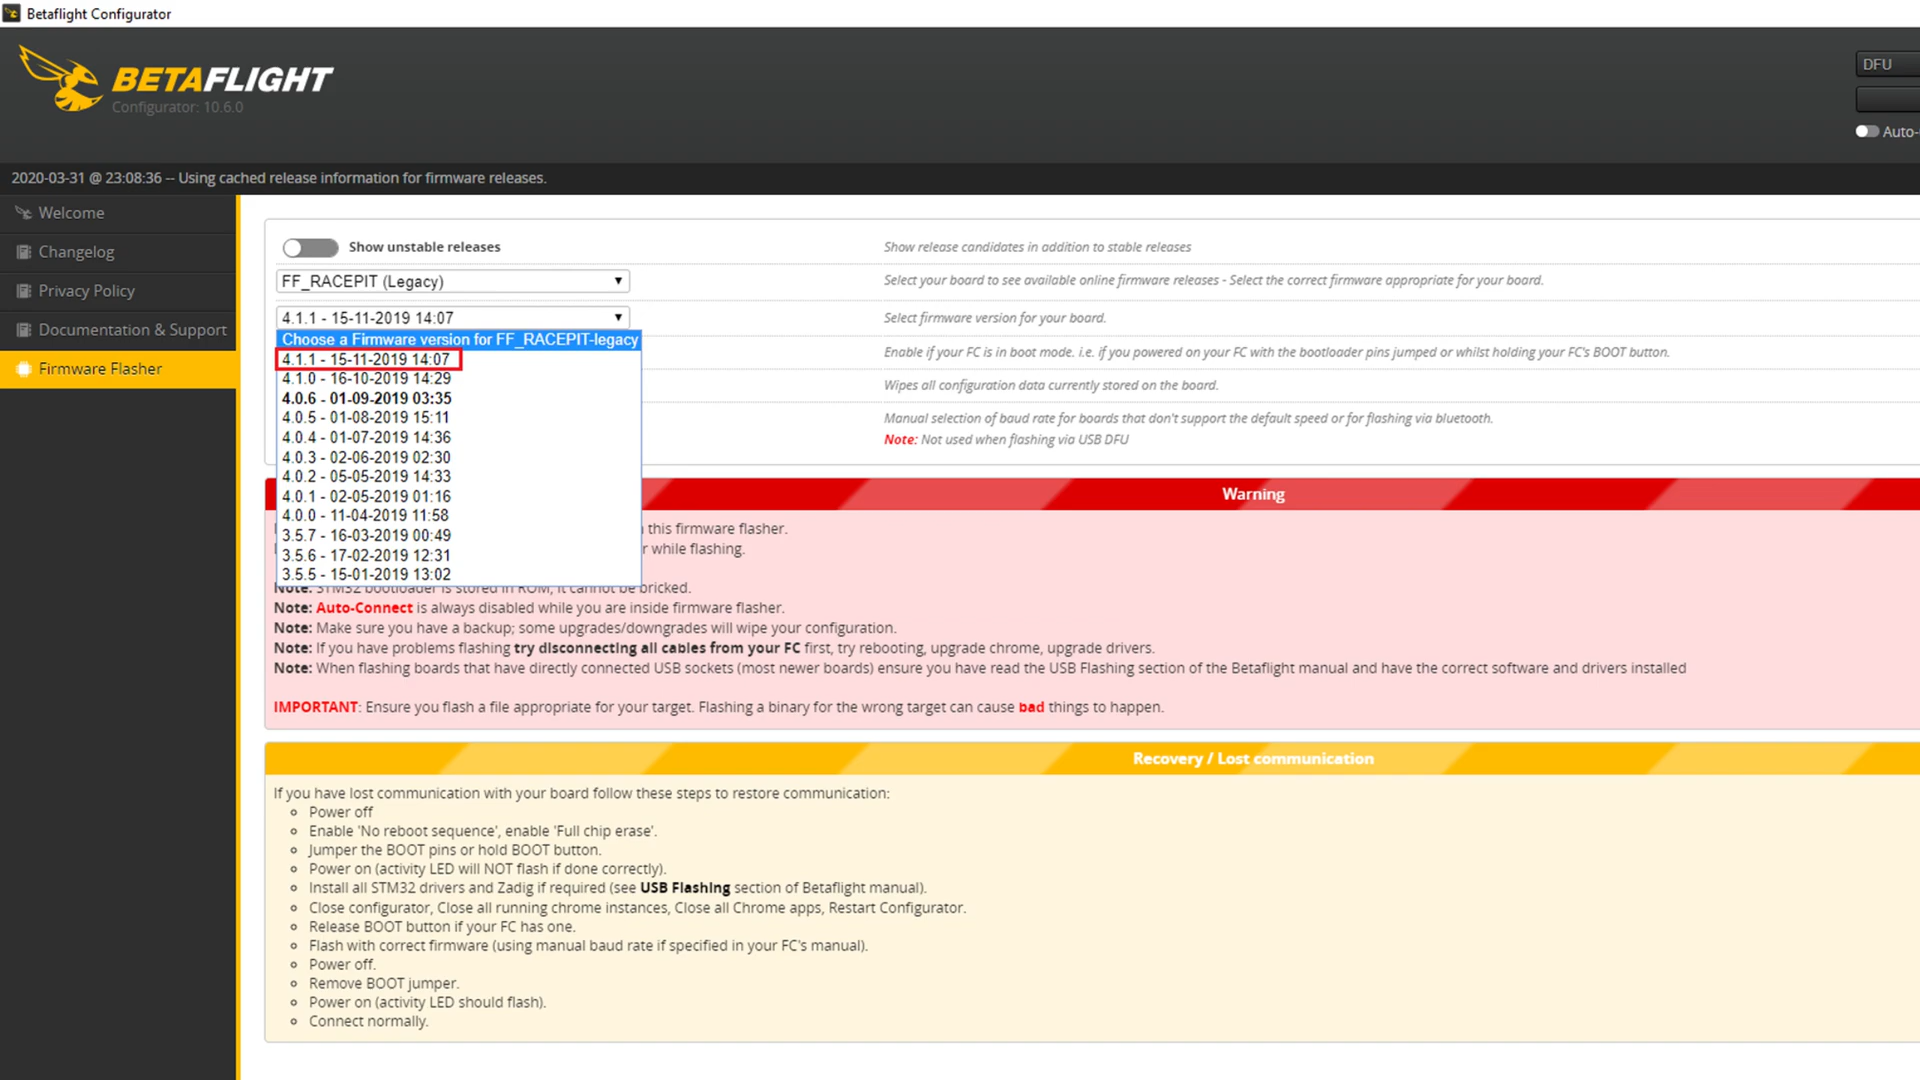 Betaflight Configurator
BETAFLIGHT
Configurator: 10.6.0
DFU
Auto-
2020-03-31 @ 23:08:36 -- Using cached release information for firmware releases.
Welcome
Changelog
Privacy Policy
Documentation & Support
Firmware Flasher
Show unstable releases
Show release candidates in addition to stable releases
FF_RACEPIT (Legacy)
Select your board to see available online firmware releases - Select the correct firmware appropriate for your board.
4.1.1 - 15-11-2019 14:07
Select firmware version for your board.
Choose a Firmware version for FF_RACEPIT-legacy
4.1.1 - 15-11-2019 14:07
4.1.0 - 16-10-2019 14:29
4.0.6 - 01-09-2019 03:35
4.0.5 - 01-08-2019 15:11
4.0.4 - 01-07-2019 14:36
4.0.3 - 02-06-2019 02:30
4.0.2 - 05-05-2019 14:33
4.0.1 - 02-05-2019 01:16
4.0.0 - 11-04-2019 11:58
3.5.7 - 16-03-2019 00:49
3.5.6 - 17-02-2019 12:31
3.5.5 - 15-01-2019 13:02
Enable if your FC is in boot mode. i.e. if you powered on your FC with the bootloader pins jumped or whilst holding your FC's BOOT button.
Wipes all configuration data currently stored on the board.
Manual selection of baud rate for boards that don't support the default speed or for flashing via bluetooth.
Note: Not used when flashing via USB DFU
Warning
this firmware flasher.
while flashing.
Note: STM32 bootloader is stored in ROM, it cannot be bricked.
Note: Auto-Connect is always disabled while you are inside firmware flasher.
Note: Make sure you have a backup; some upgrades/downgrades will wipe your configuration.
Note: If you have problems flashing try disconnecting all cables from your FC first, try rebooting, upgrade chrome, upgrade drivers.
Note: When flashing boards that have directly connected USB sockets (most newer boards) ensure you have read the USB Flashing section of the Betaflight manual and have the correct software and drivers installed
IMPORTANT: Ensure you flash a file appropriate for your target. Flashing a binary for the wrong target can cause bad things to happen.
Recovery / Lost communication
If you have lost communication with your board follow these steps to restore communication:
Power off
Enable 'No reboot sequence', enable 'Full chip erase'.
Jumper the BOOT pins or hold BOOT button.
Power on (activity LED will NOT flash if done correctly).
Install all STM32 drivers and Zadig if required (see USB Flashing section of Betaflight manual).
Close configurator, Close all running chrome instances, Close all Chrome apps, Restart Configurator.
Release BOOT button if your FC has one.
Flash with correct firmware (using manual baud rate if specified in your FC's manual).
Power off.
Remove BOOT jumper.
Power on (activity LED should flash).
Connect normally.